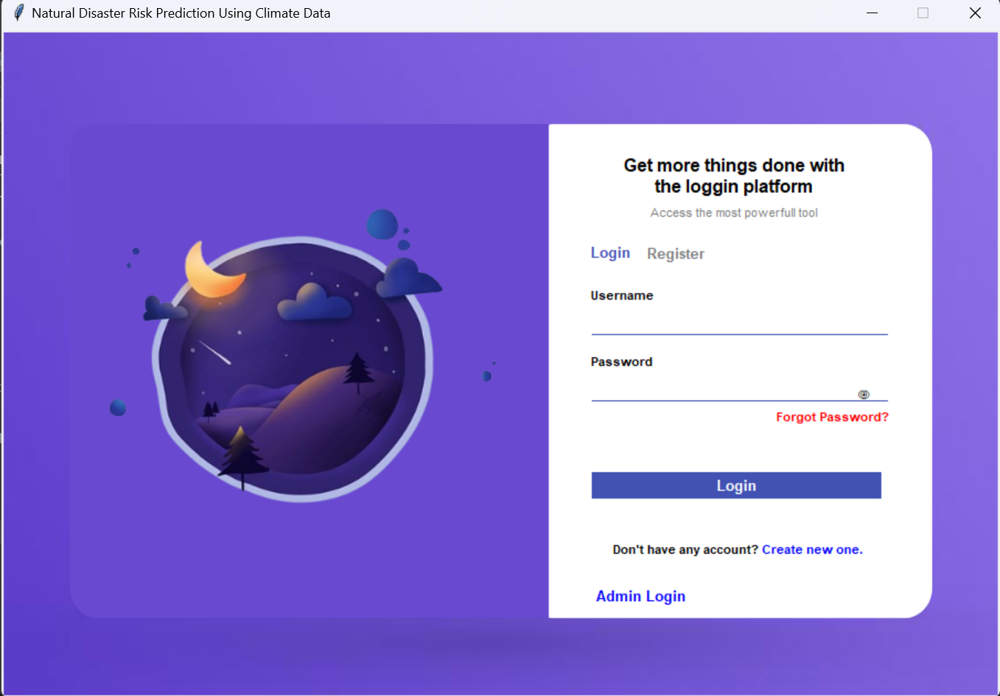 Natural Disaster Risk Prediction Using Climate Data
Get more things done with
the loggin platform
Access the most powerfull tool
Login Register
Username
Password
Forgot Password?
Login
Don't have any account? Create new one.
Admin Login